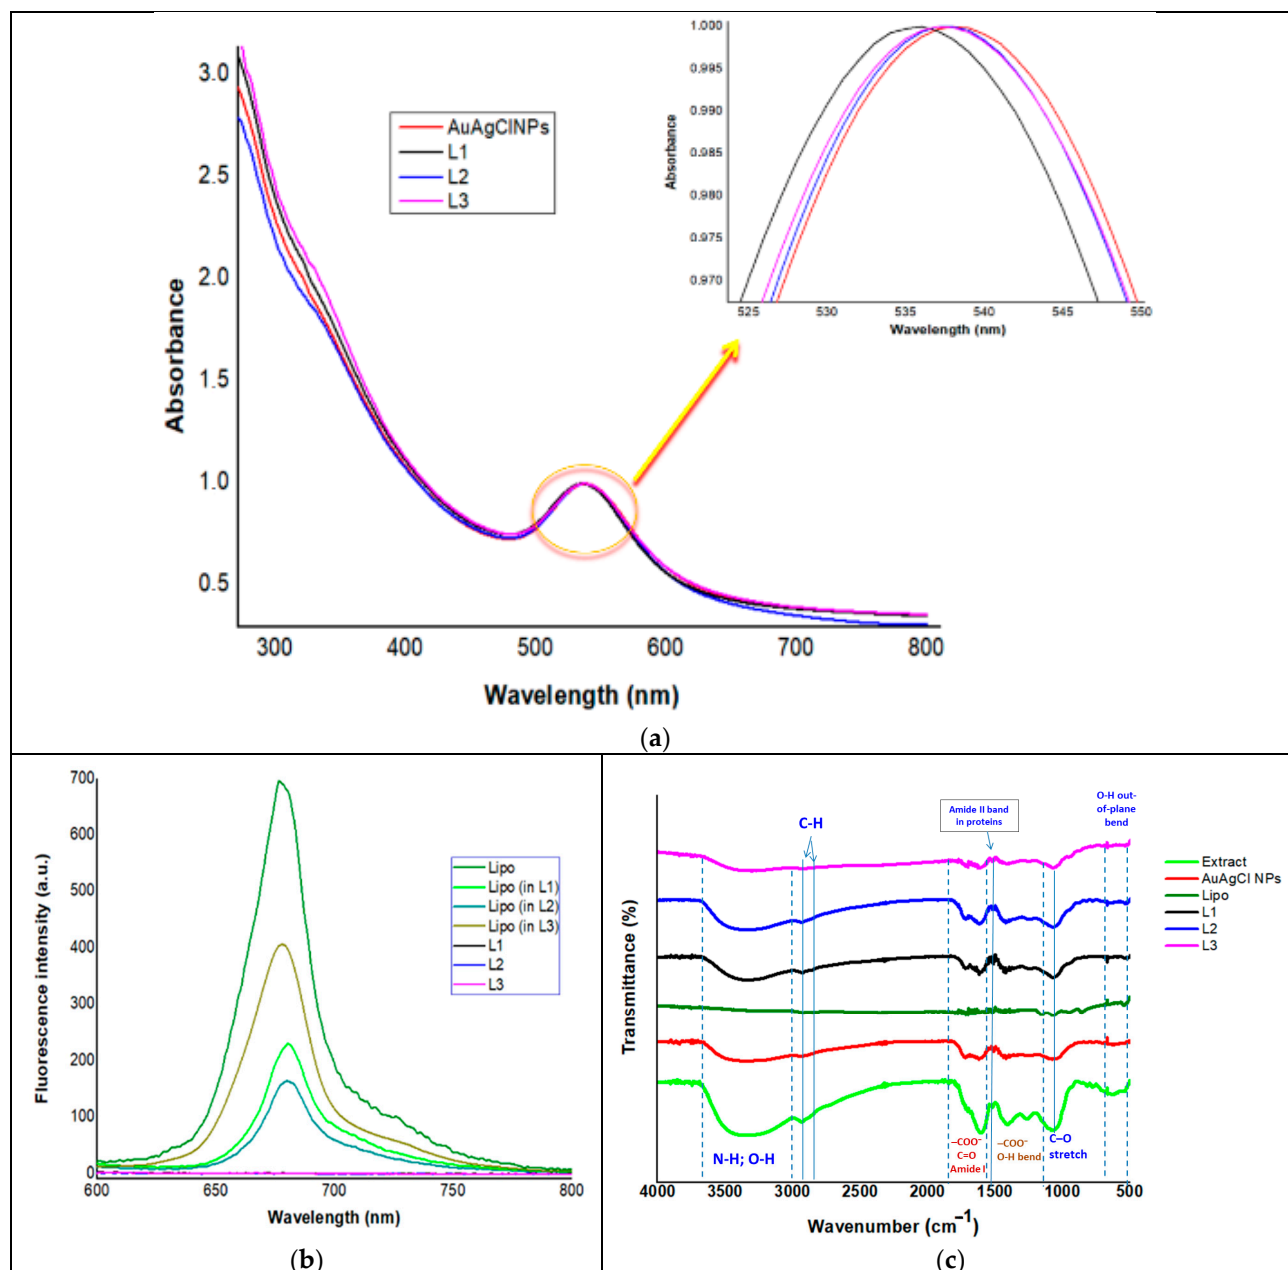 3.0
2.5
2.0
1.5
1.0
0.5
Absorbance
300 400 500 600 700 800
Wavelength (nm)
AuAgClNPs
L1
L2
L3
1.000
0.995
0.990
0.985
0.980
0.975
0.970
Absorbance
525 530 535 540 545 550
Wavelength (nm)
(a)
700
600
500
400
300
200
100
0
Fluorescence intensity (a.u.)
600 650 700 750 800
Wavelength (nm)
Lipo
Lipo (in L1)
Lipo (in L2)
Lipo (in L3)
L1
L2
L3
(b)
C-H
Amide II band
in proteins
O-H out-
of-plane
bend
Extract
AuAgCl NPs
Lipo
L1
L2
L3
Transmittance (%)
N-H; O-H
–COO⁻
C=O
Amide I
–COO⁻
O-H bend
C–O
stretch
4000 3500 3000 2500 2000 1500 1000 500
Wavenumber (cm⁻¹)
(c)